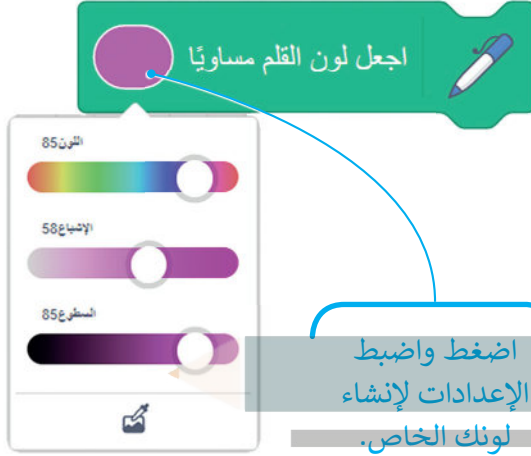 اجعل لون القلم مساويًا
اللون85
الإشباع58
السطوع85
اضغط واضبط
الإعدادات لإنشاء
لونك الخاص.